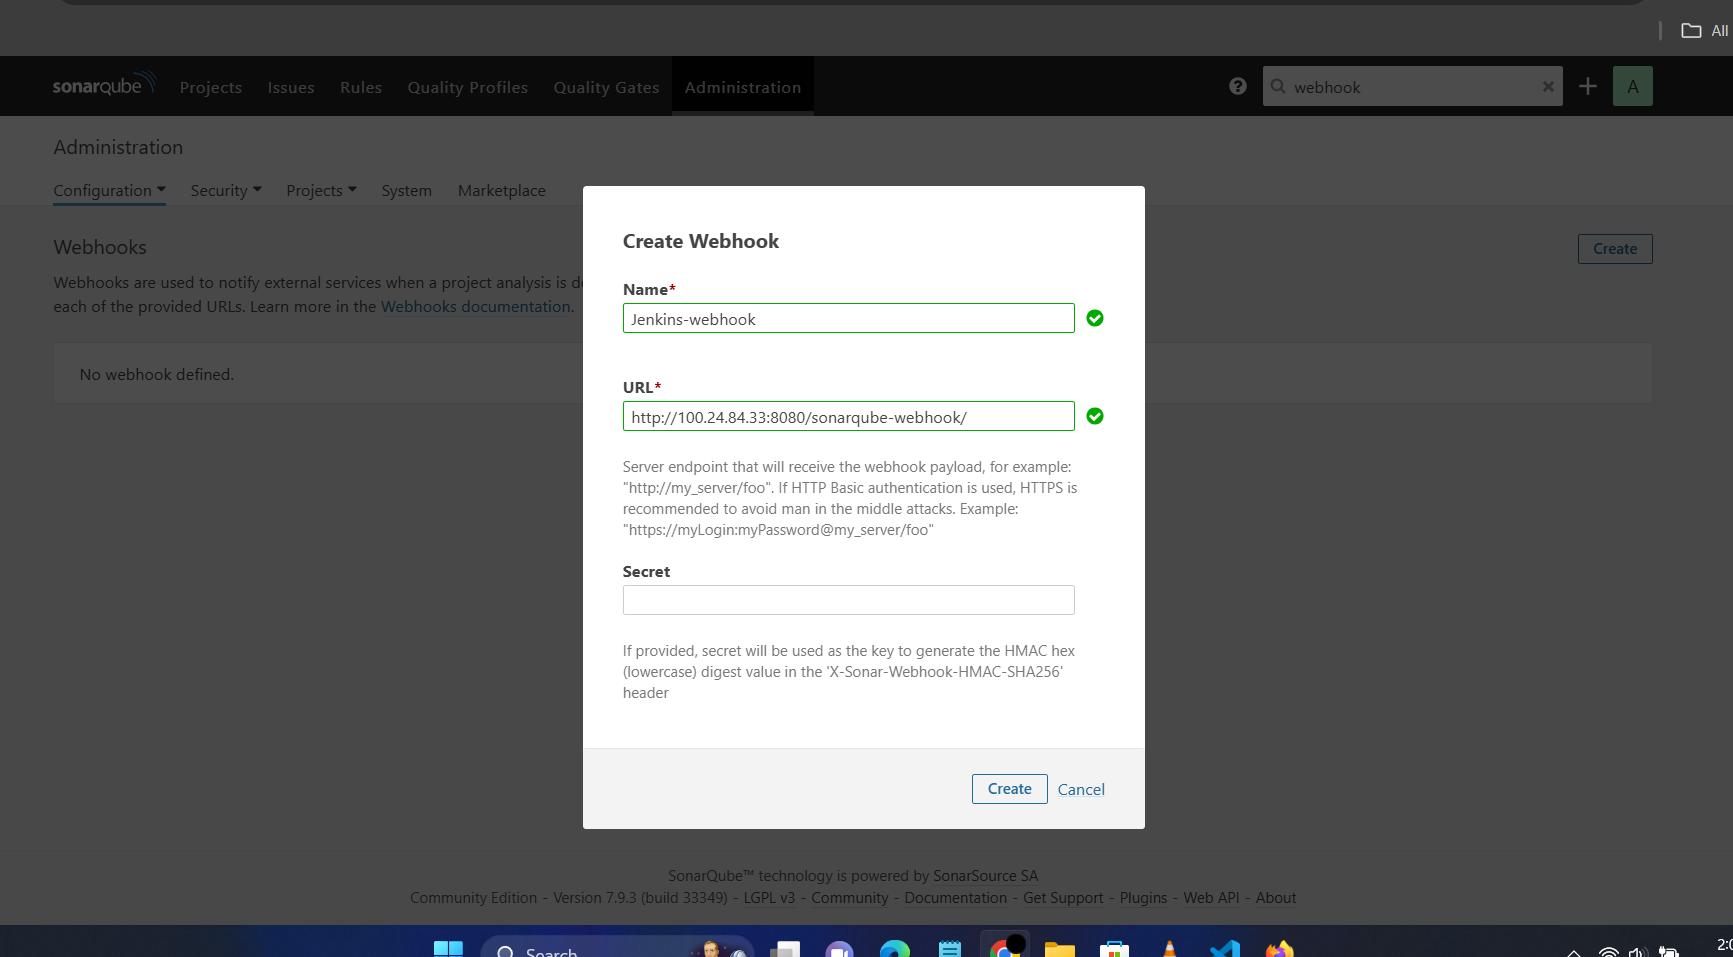 All
sonarqube Projects Issues Rules Quality Profiles Quality Gates Administration ? webhook A
Administration
Configuration Security Projects System Marketplace
Webhooks
Create
Webhooks are used to notify external services when a project analysis is d
each of the provided URLs. Learn more in the Webhooks documentation.
No webhook defined.
Create Webhook
Name*
Jenkins-webhook
URL*
http://100.24.84.33:8080/sonarqube-webhook/
Server endpoint that will receive the webhook payload, for example:
"http://my_server/foo". If HTTP Basic authentication is used, HTTPS is
recommended to avoid man in the middle attacks. Example:
"https://myLogin:myPassword@my_server/foo"
Secret
If provided, secret will be used as the key to generate the HMAC hex
(lowercase) digest value in the 'X-Sonar-Webhook-HMAC-SHA256'
header
Create Cancel
SonarQube™ technology is powered by SonarSource SA
Community Edition - Version 7.9.3 (build 33349) - LGPL v3 - Community - Documentation - Get Support - Plugins - Web API - About
Search